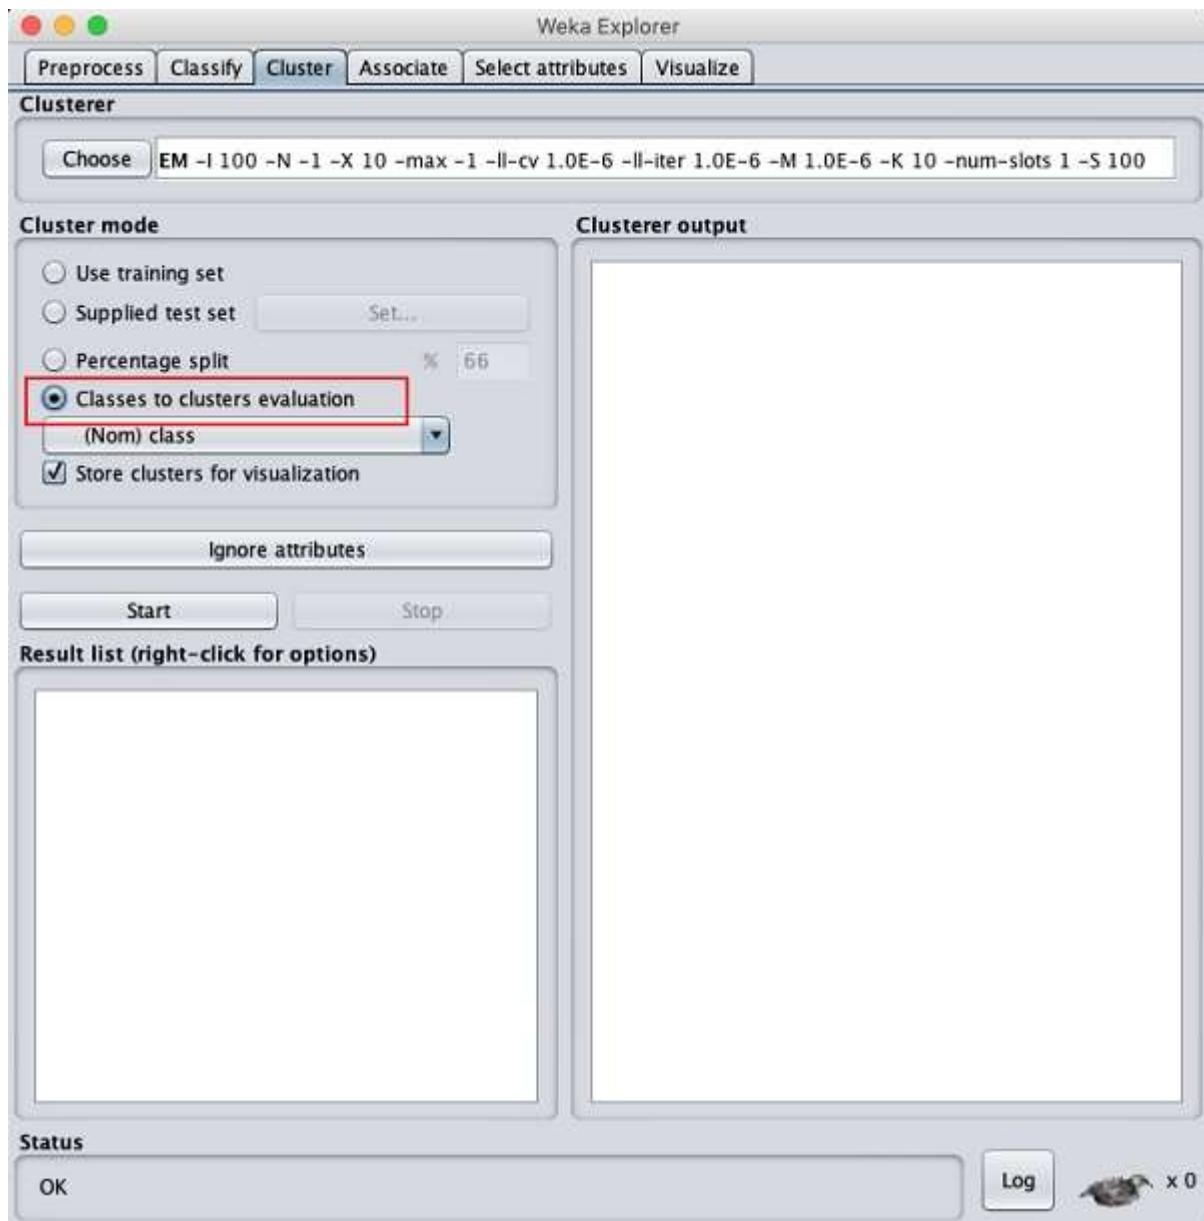 Weka Explorer
Preprocess Classify Cluster Associate Select attributes Visualize
Clusterer
Choose EM -I 100 -N -1 -X 10 -max -1 -ll-cv 1.0E-6 -ll-iter 1.0E-6 -M 1.0E-6 -K 10 -num-slots 1 -S 100
Cluster mode
Use training set
Supplied test set Set...
Percentage split % 66
Classes to clusters evaluation
(Nom) class
Store clusters for visualization
Ignore attributes
Start Stop
Result list (right-click for options)
Clusterer output
Status
OK
Log x 0